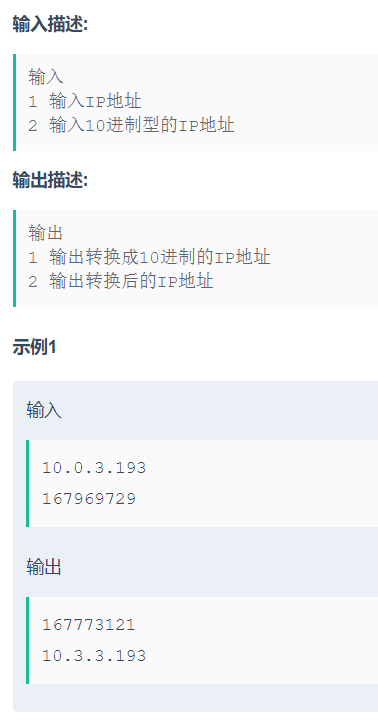 输入描述:
输入
1 输入IP地址
2 输入10进制型的IP地址
输出描述:
输出
1 输出转换成10进制的IP地址
2 输出转换后的IP地址
示例1
输入
10.0.3.193
167969729
输出
167773121
10.3.3.193